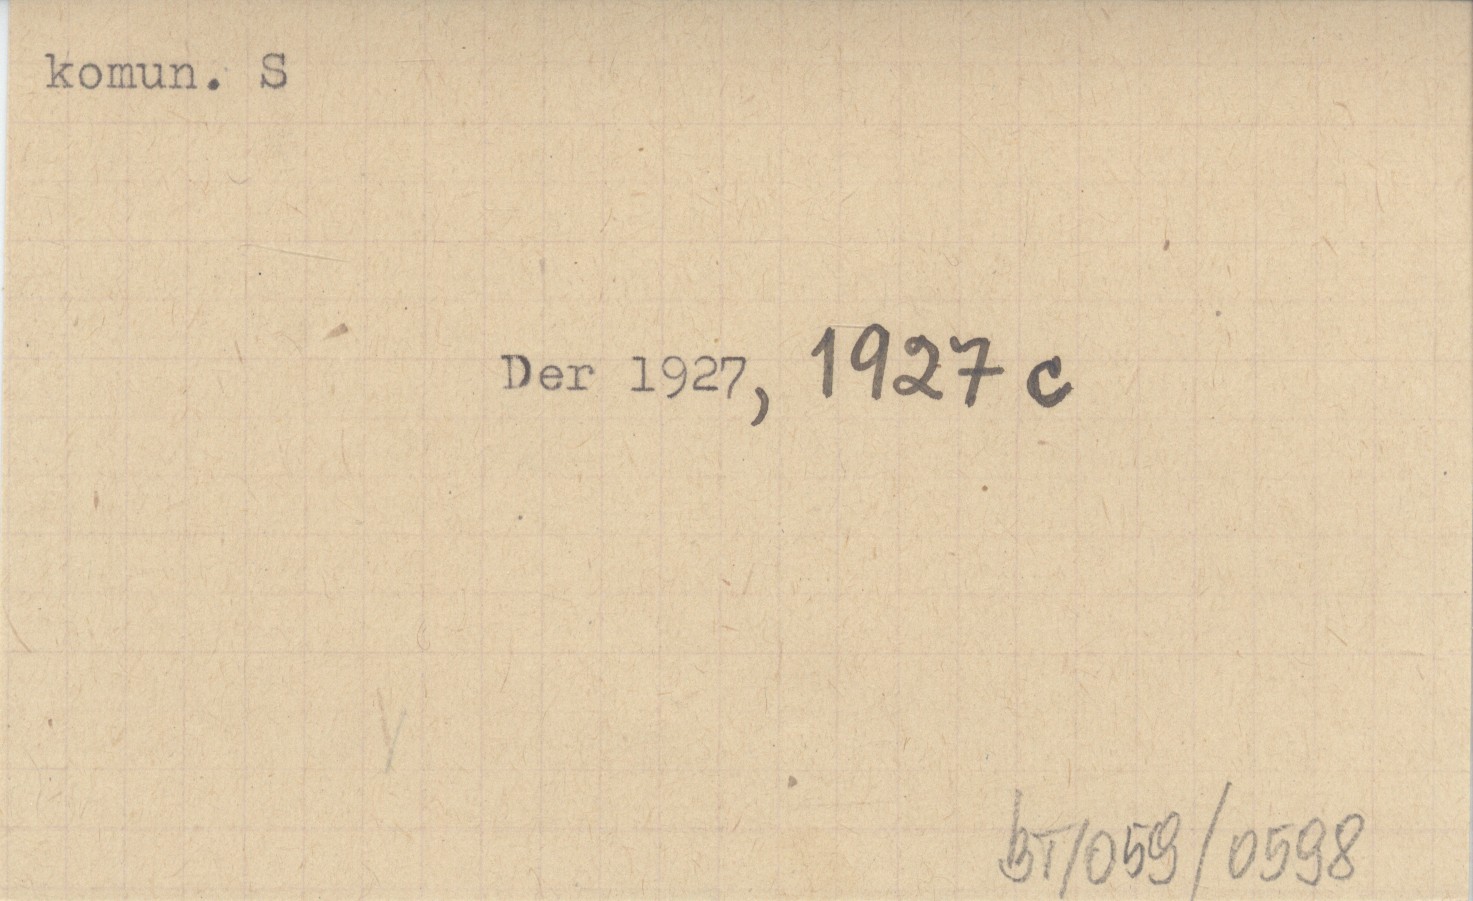 komun. S
Der 1927, 1927 c
bT/059/0598